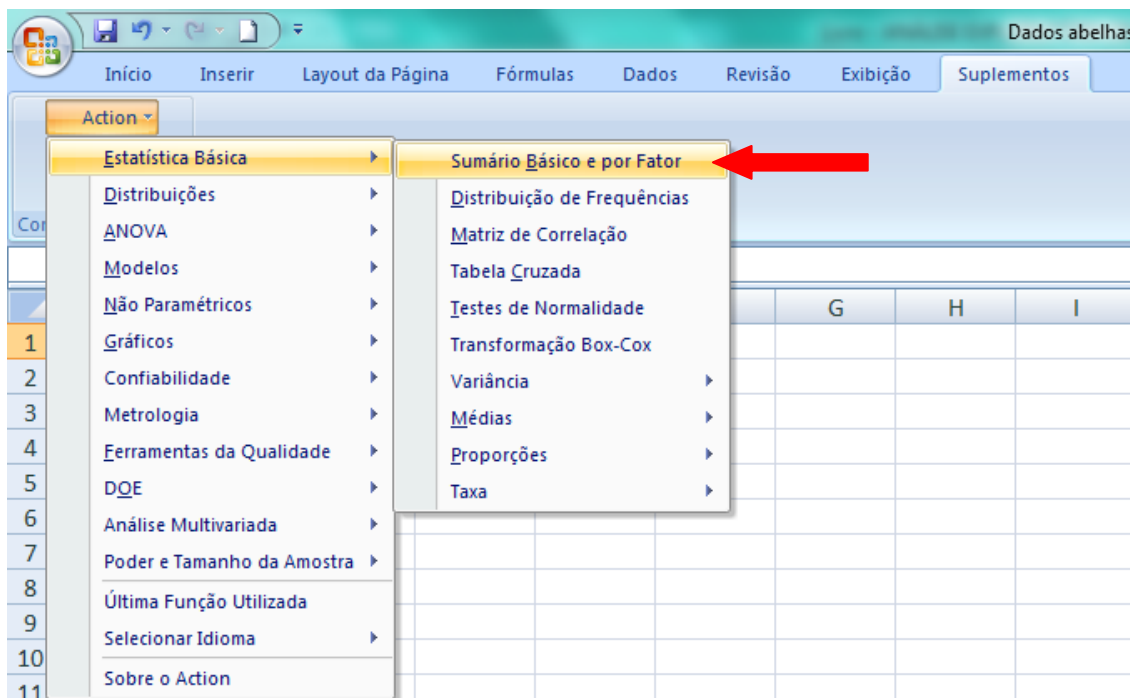 Dados abelhas
Início Inserir Layout da Página Fórmulas Dados Revisão Exibição Suplementos
Action
Estatística Básica
Distribuições
ANOVA
Modelos
Não Paramétricos
Gráficos
Confiabilidade
Metrologia
Ferramentas da Qualidade
DOE
Análise Multivariada
Poder e Tamanho da Amostra
Última Função Utilizada
Selecionar Idioma
Sobre o Action
Sumário Básico e por Fator
Distribuição de Frequências
Matriz de Correlação
Tabela Cruzada
Testes de Normalidade
Transformação Box-Cox
Variância
Médias
Proporções
Taxa
Cor
G H I
1
2
3
4
5
6
7
8
9
10
11